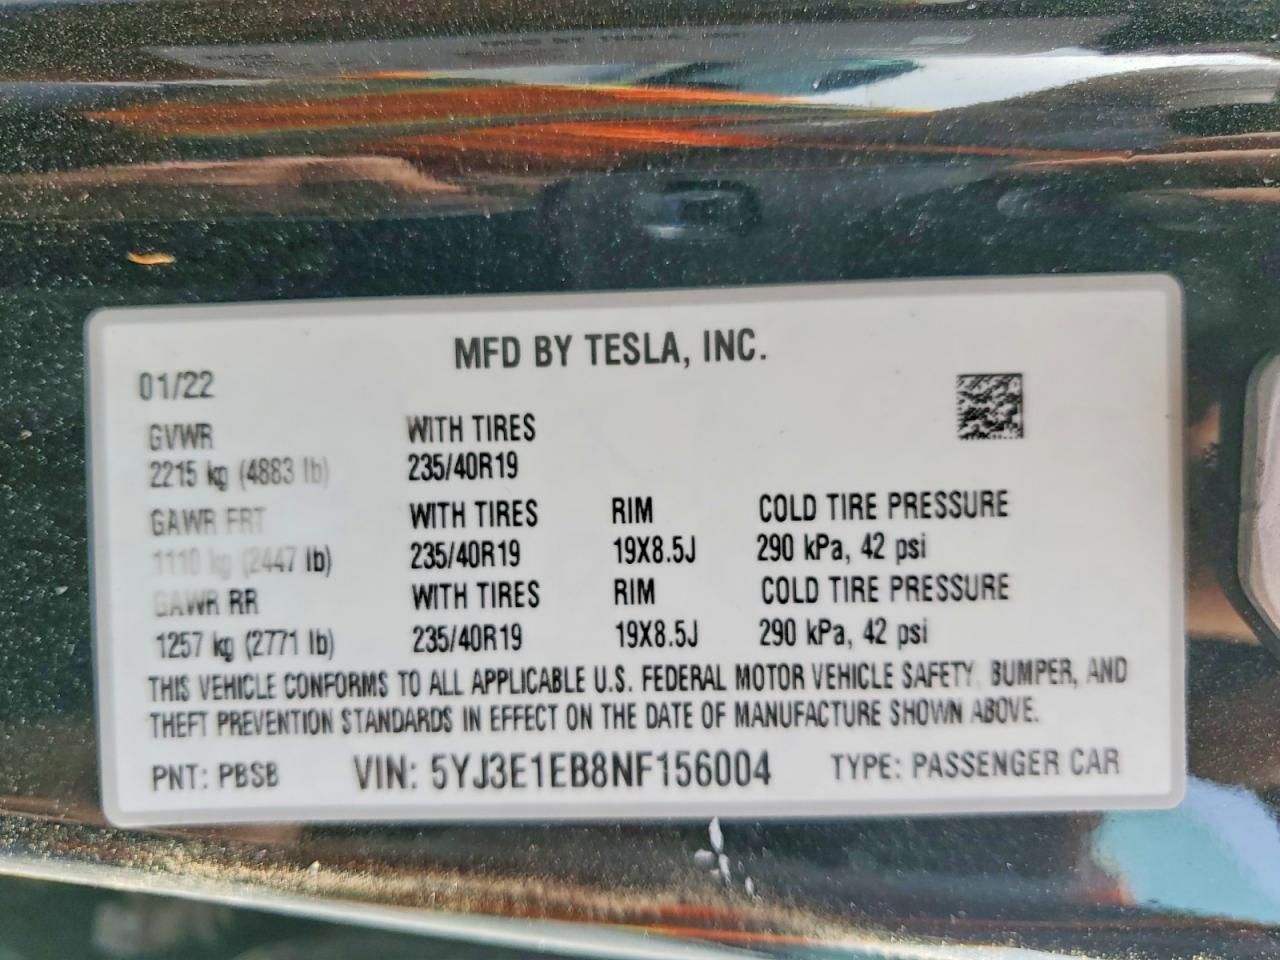 MFD BY TESLA, INC.
01/22
GVWR WITH TIRES
2215 kg (4883 lb) 235/40R19
GAWR FRT WITH TIRES RIM COLD TIRE PRESSURE
1110 kg (2447 lb) 235/40R19 19X8.5J 290 kPa, 42 psi
GAWR RR WITH TIRES RIM COLD TIRE PRESSURE
1257 kg (2771 lb) 235/40R19 19X8.5J 290 kPa, 42 psi
THIS VEHICLE CONFORMS TO ALL APPLICABLE U.S. FEDERAL MOTOR VEHICLE SAFETY, BUMPER, AND
THEFT PREVENTION STANDARDS IN EFFECT ON THE DATE OF MANUFACTURE SHOWN ABOVE.
PNT: PBSB VIN: 5YJ3E1EB8NF156004 TYPE: PASSENGER CAR